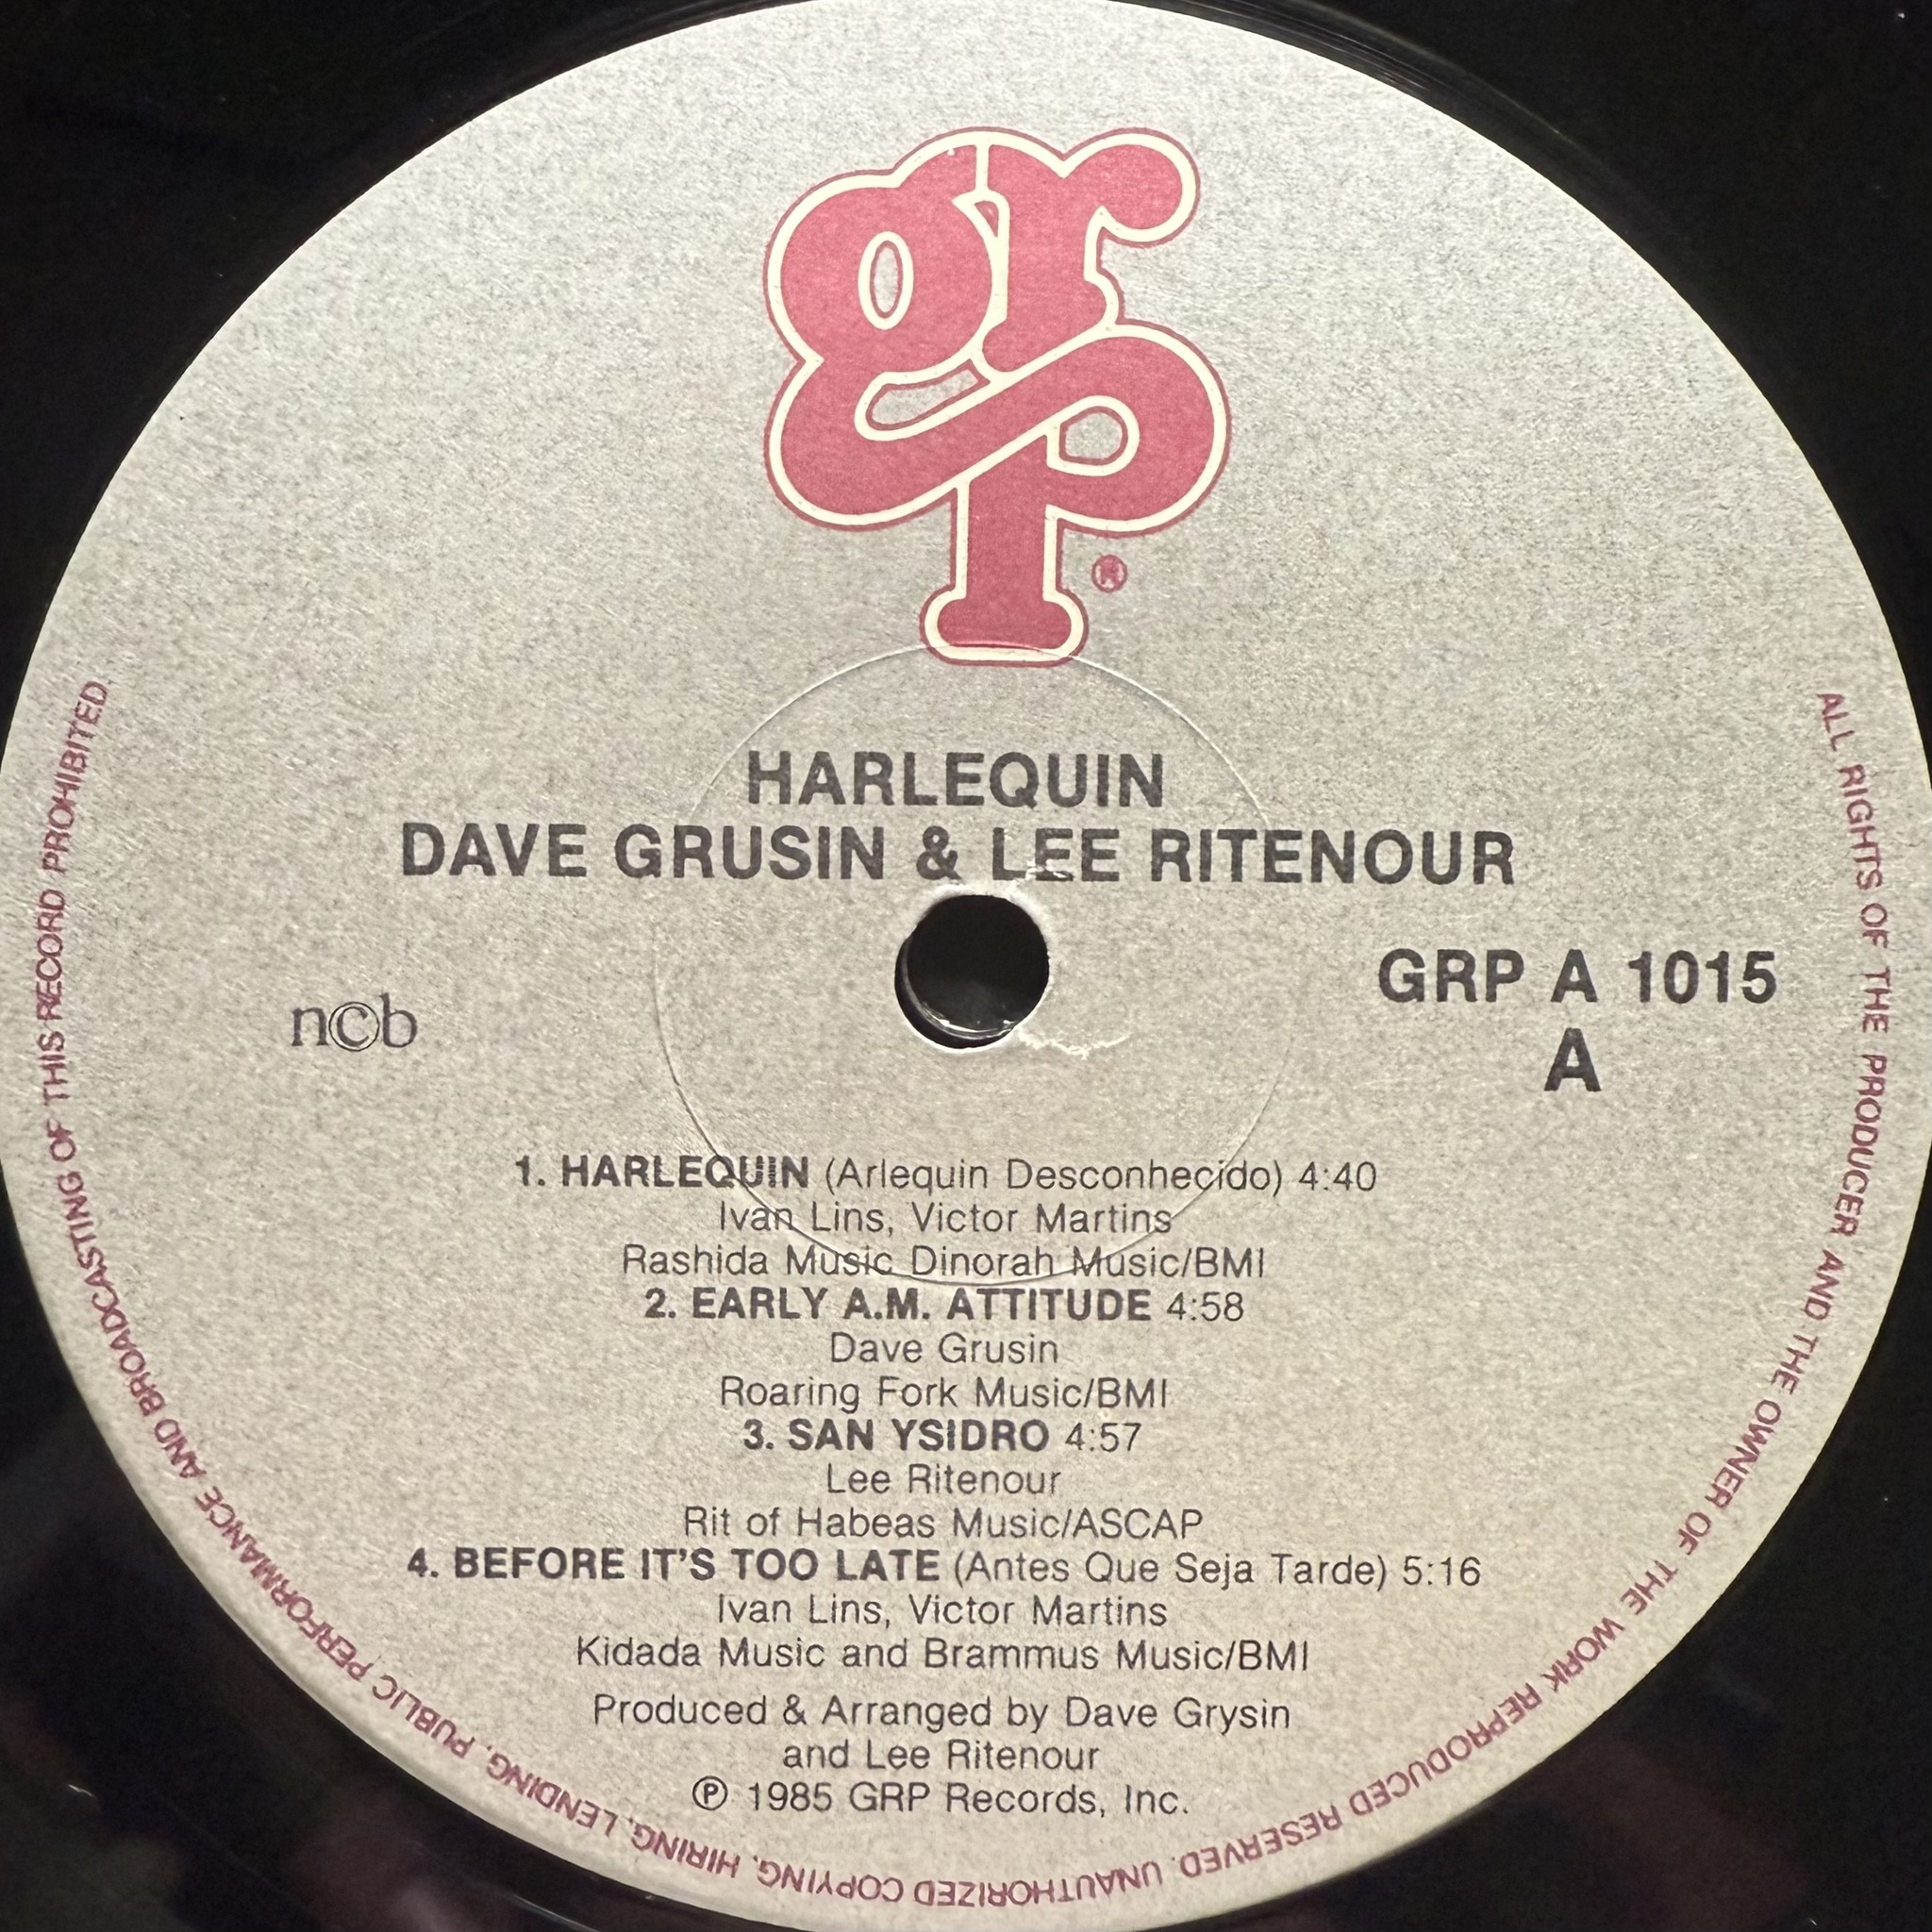 grp ®
HARLEQUIN
DAVE GRUSIN & LEE RITENOUR
GRP A 1015
A
n©b
1. HARLEQUIN (Arlequin Desconhecido) 4:40
Ivan Lins, Victor Martins
Rashida Music Dinorah Music/BMI
2. EARLY A.M. ATTITUDE 4:58
Dave Grusin
Roaring Fork Music/BMI
3. SAN YSIDRO 4:57
Lee Ritenour
Rit of Habeas Music/ASCAP
4. BEFORE IT'S TOO LATE (Antes Que Seja Tarde) 5:16
Ivan Lins, Victor Martins
Kidada Music and Brammus Music/BMI
Produced & Arranged by Dave Grysin
and Lee Ritenour
℗ 1985 GRP Records, Inc.
ALL RIGHTS OF THE PRODUCER AND THE OWNER OF THE WORK REPRODUCED RESERVED. UNAUTHORIZED COPYING, HIRING, LENDING, PUBLIC PERFORMANCE AND BROADCASTING OF THIS RECORD PROHIBITED.